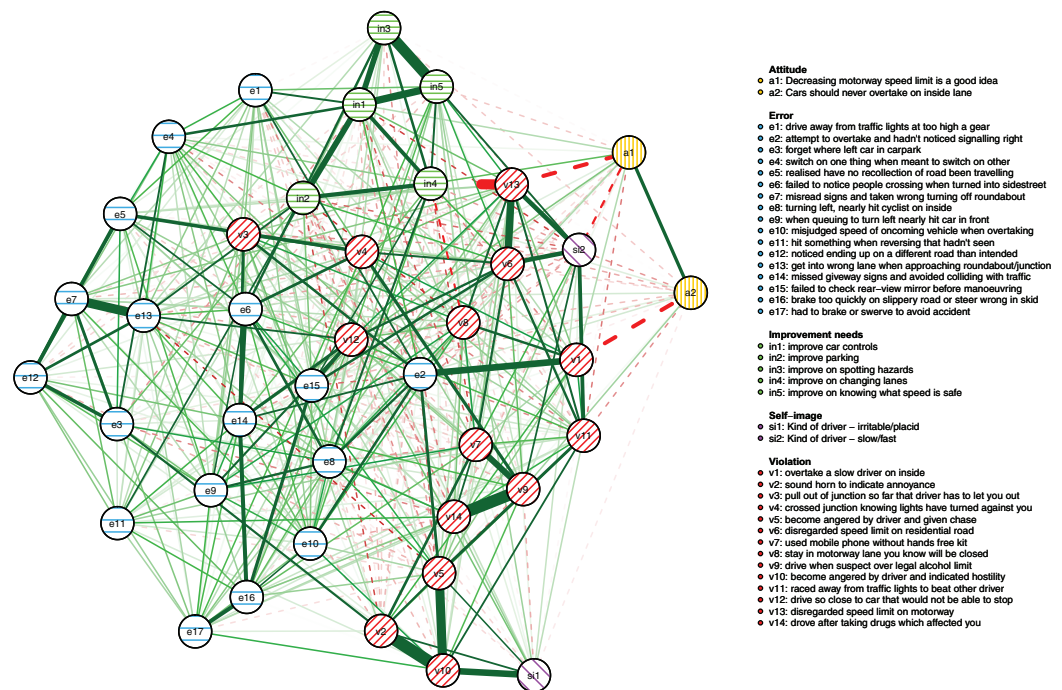 in3
in5
e1
in1
e4
a1
in4
v13
in2
e5
v3
v4
si2
v6
a2
e7
e13
e6
v8
v12
v1
e12
e2
e15
e3
e14
v11
v7
e8
e9
v9
v14
e11
e10
v5
e16
e17
v2
v10
si1
Attitude
a1: Decreasing motorway speed limit is a good idea
a2: Cars should never overtake on inside lane
Error
e1: drive away from traffic lights at too high a gear
e2: attempt to overtake and hadn't noticed signalling right
e3: forget where left car in carpark
e4: switch on one thing when meant to switch on other
e5: realised have no recollection of road been travelling
e6: failed to notice people crossing when turned into sidestreet
e7: misread signs and taken wrong turning off roundabout
e8: turning left, nearly hit cyclist on inside
e9: when queuing to turn left nearly hit car in front
e10: misjudged speed of oncoming vehicle when overtaking
e11: hit something when reversing that hadn't seen
e12: noticed ending up on a different road than intended
e13: get into wrong lane when approaching roundabout/junction
e14: missed giveway signs and avoided colliding with traffic
e15: failed to check rear−view mirror before manoeuvring
e16: brake too quickly on slippery road or steer wrong in skid
e17: had to brake or swerve to avoid accident
Improvement needs
in1: improve car controls
in2: improve parking
in3: improve on spotting hazards
in4: improve on changing lanes
in5: improve on knowing what speed is safe
Self−image
si1: Kind of driver − irritable/placid
si2: Kind of driver − slow/fast
Violation
v1: overtake a slow driver on inside
v2: sound horn to indicate annoyance
v3: pull out of junction so far that driver has to let you out
v4: crossed junction knowing lights have turned against you
v5: become angered by driver and given chase
v6: disregarded speed limit on residential road
v7: used mobile phone without hands free kit
v8: stay in motorway lane you know will be closed
v9: drive when suspect over legal alcohol limit
v10: become angered by driver and indicated hostility
v11: raced away from traffic lights to beat other driver
v12: drive so close to car that would not be able to stop
v13: disregarded speed limit on motorway
v14: drove after taking drugs which affected you